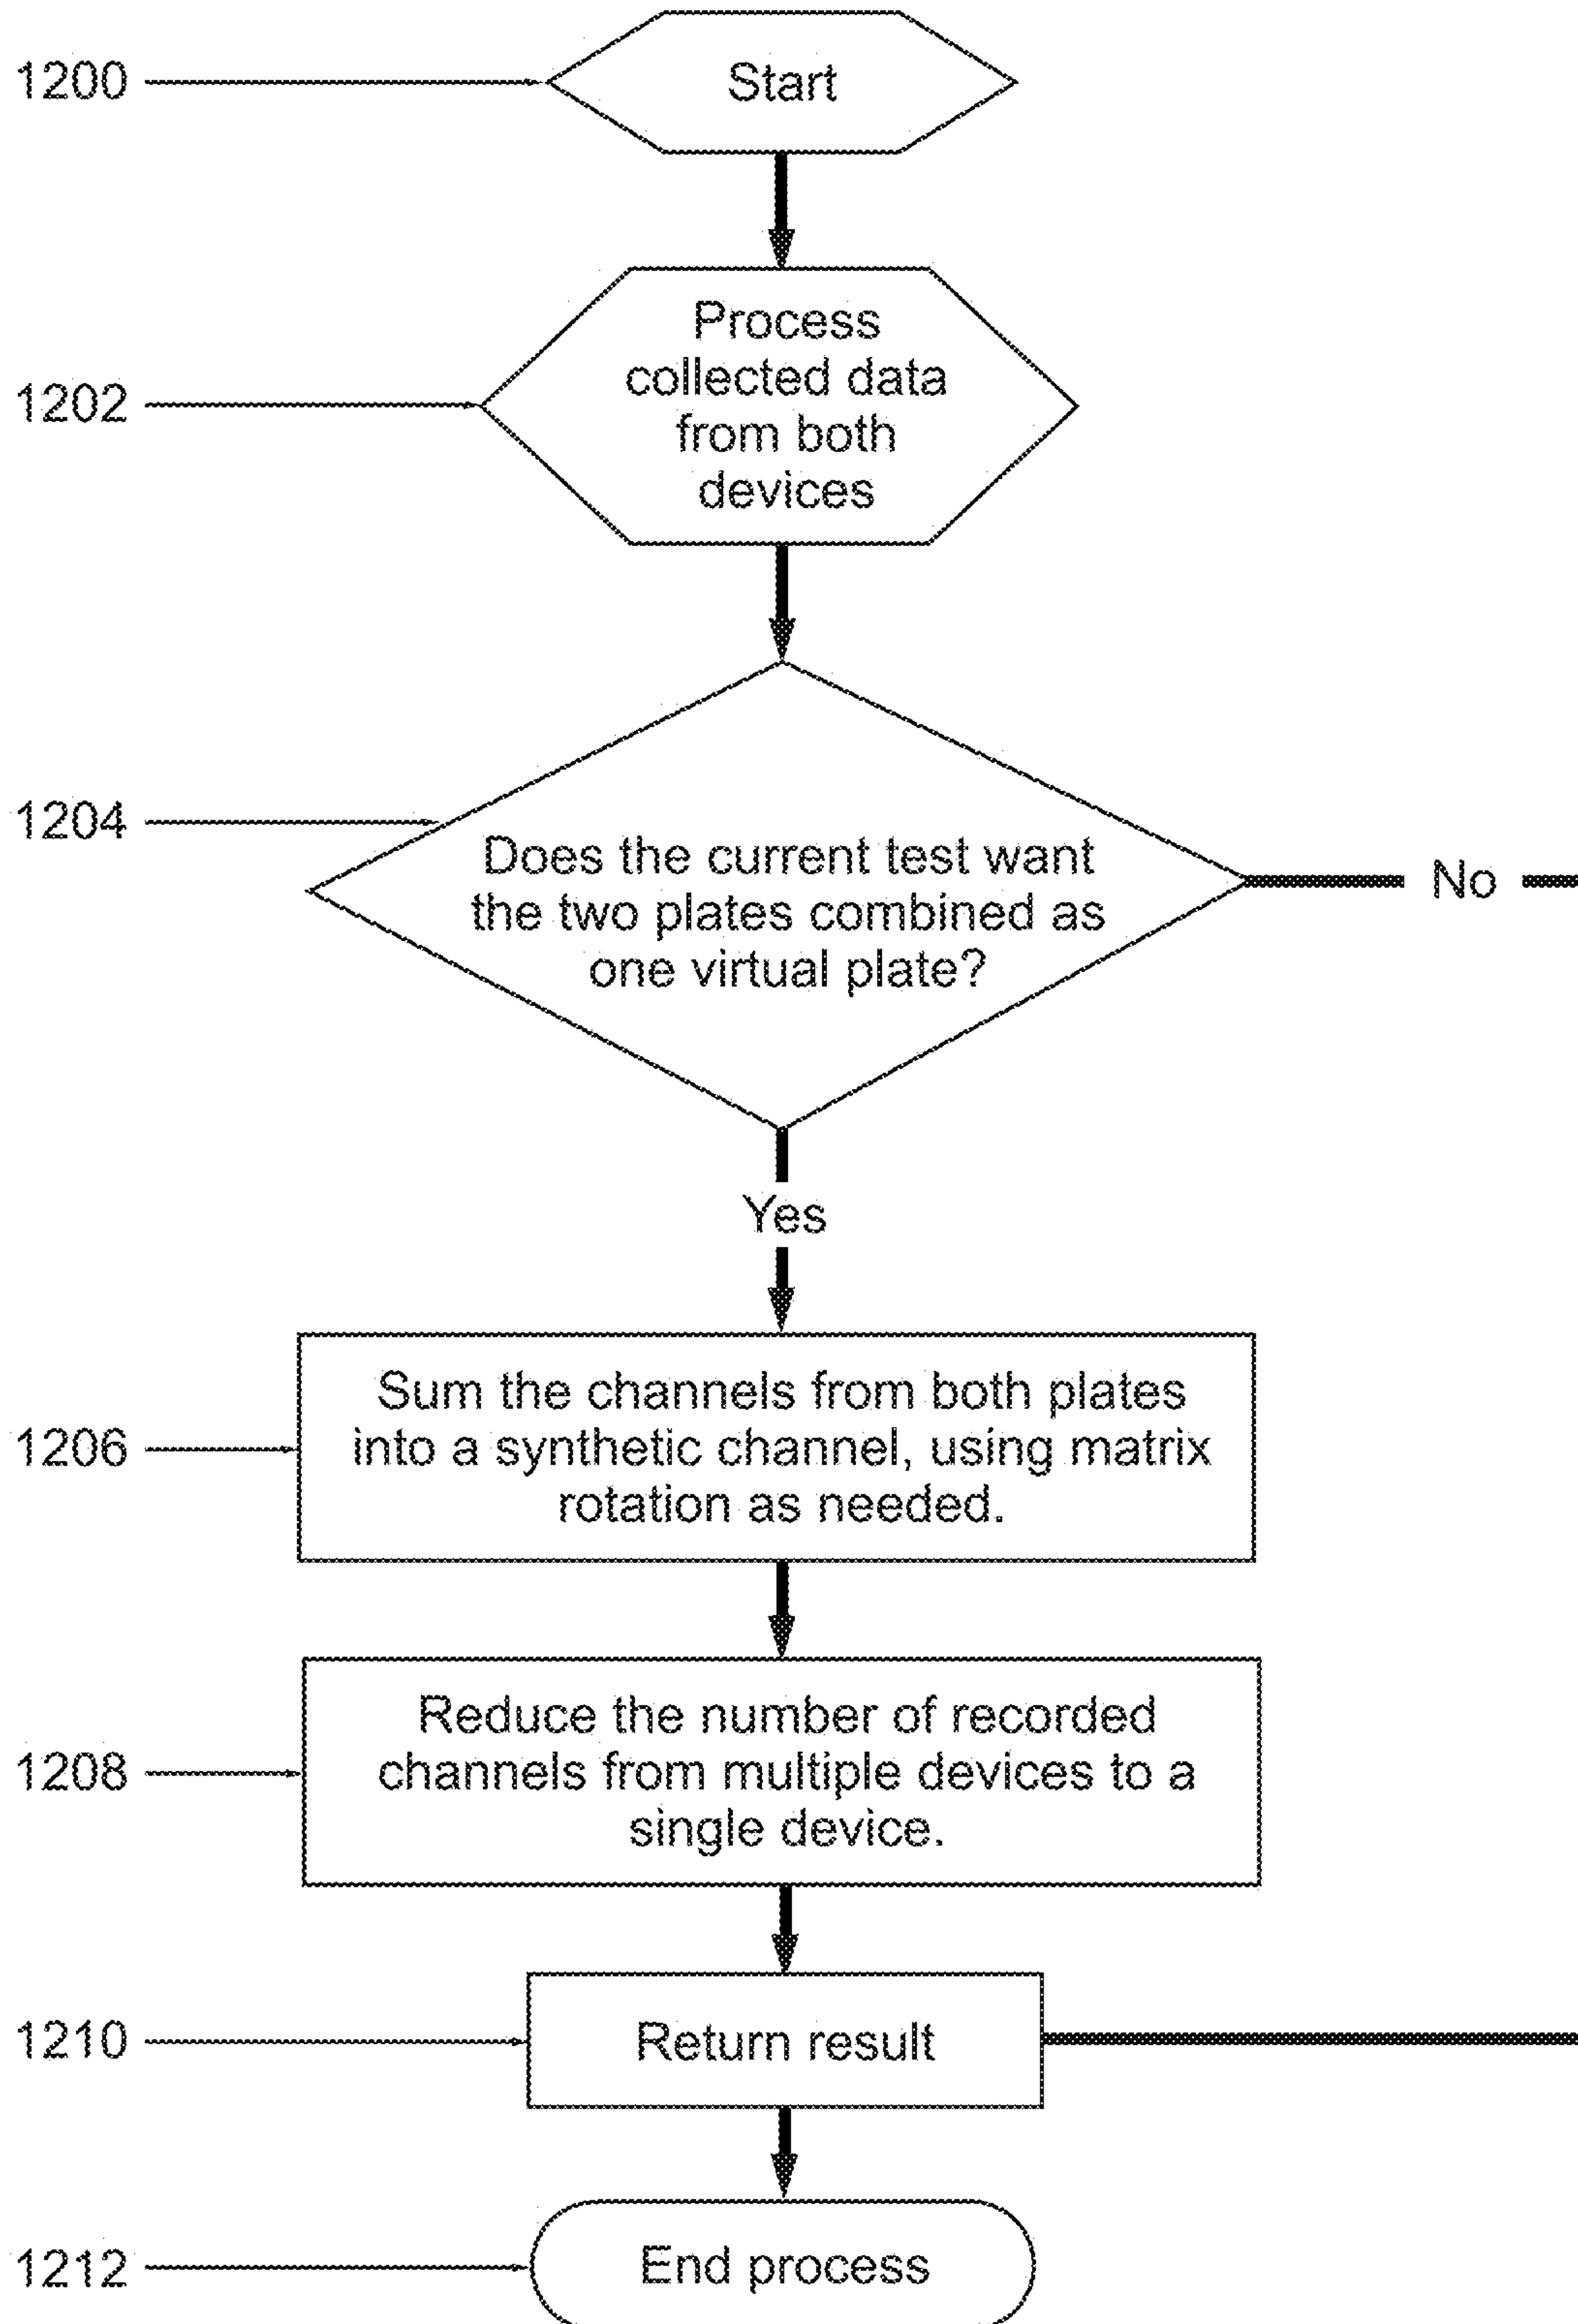 1200
Start
1202
Process
collected data
from both
devices
1204
Does the current test want
the two plates combined as
one virtual plate?
No
Yes
1206
Sum the channels from both plates
into a synthetic channel, using matrix
rotation as needed.
1208
Reduce the number of recorded
channels from multiple devices to a
single device.
1210
Return result
1212
End process